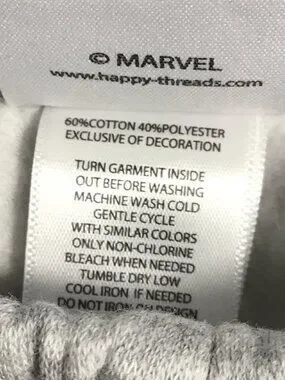 © MARVEL
www.happy-threads.com
60%COTTON 40%POLYESTER
EXCLUSIVE OF DECORATION
TURN GARMENT INSIDE
OUT BEFORE WASHING
MACHINE WASH COLD
GENTLE CYCLE
WITH SIMILAR COLORS
ONLY NON-CHLORINE
BLEACH WHEN NEEDED
TUMBLE DRY LOW
COOL IRON IF NEEDED
DO NOT IRON ON DESIGN